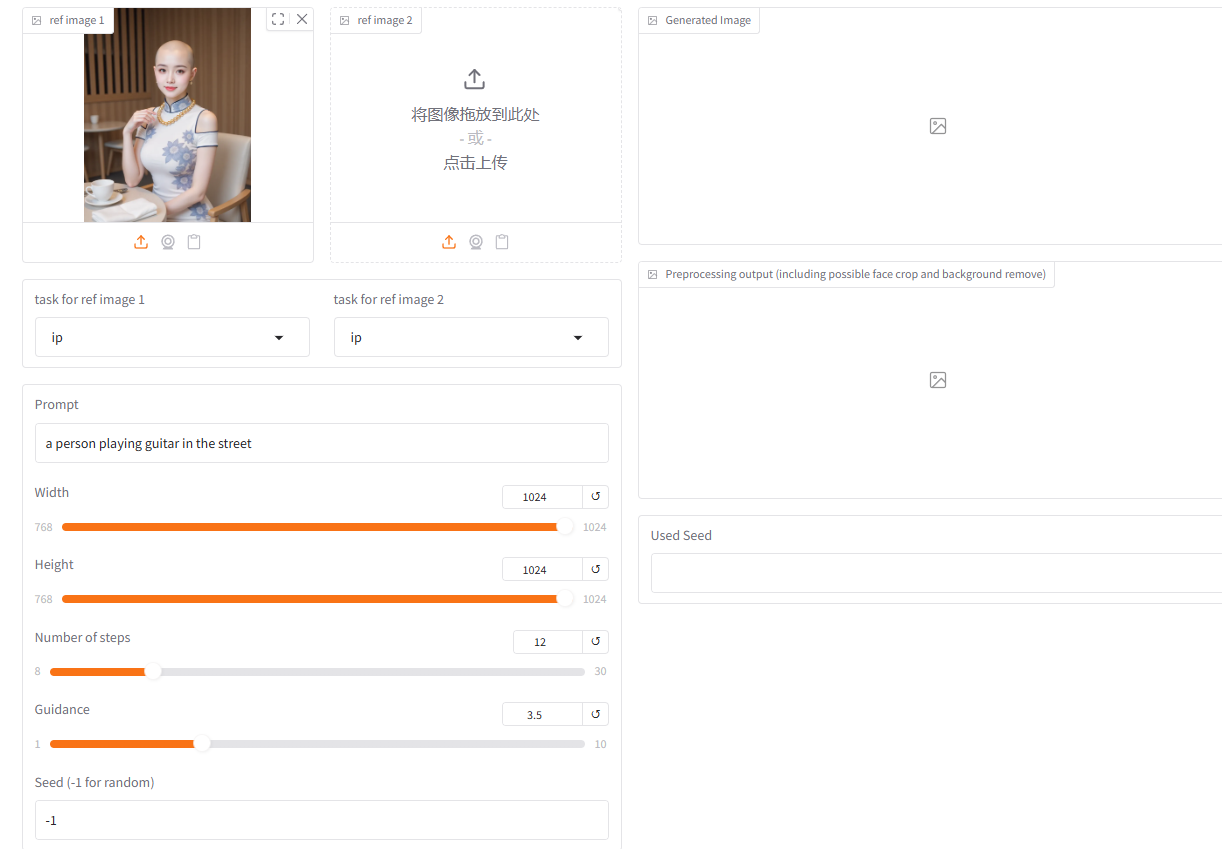 ref image 1
ref image 2
将图像拖放到此处
- 或 -
点击上传
task for ref image 1
task for ref image 2
ip
ip
Prompt
a person playing guitar in the street
Width
1024
↺
768
1024
Height
1024
↺
768
1024
Number of steps
12
↺
8
30
Guidance
3.5
↺
1
10
Seed (-1 for random)
-1
Generated Image
Preprocessing output (including possible face crop and background remove)
Used Seed